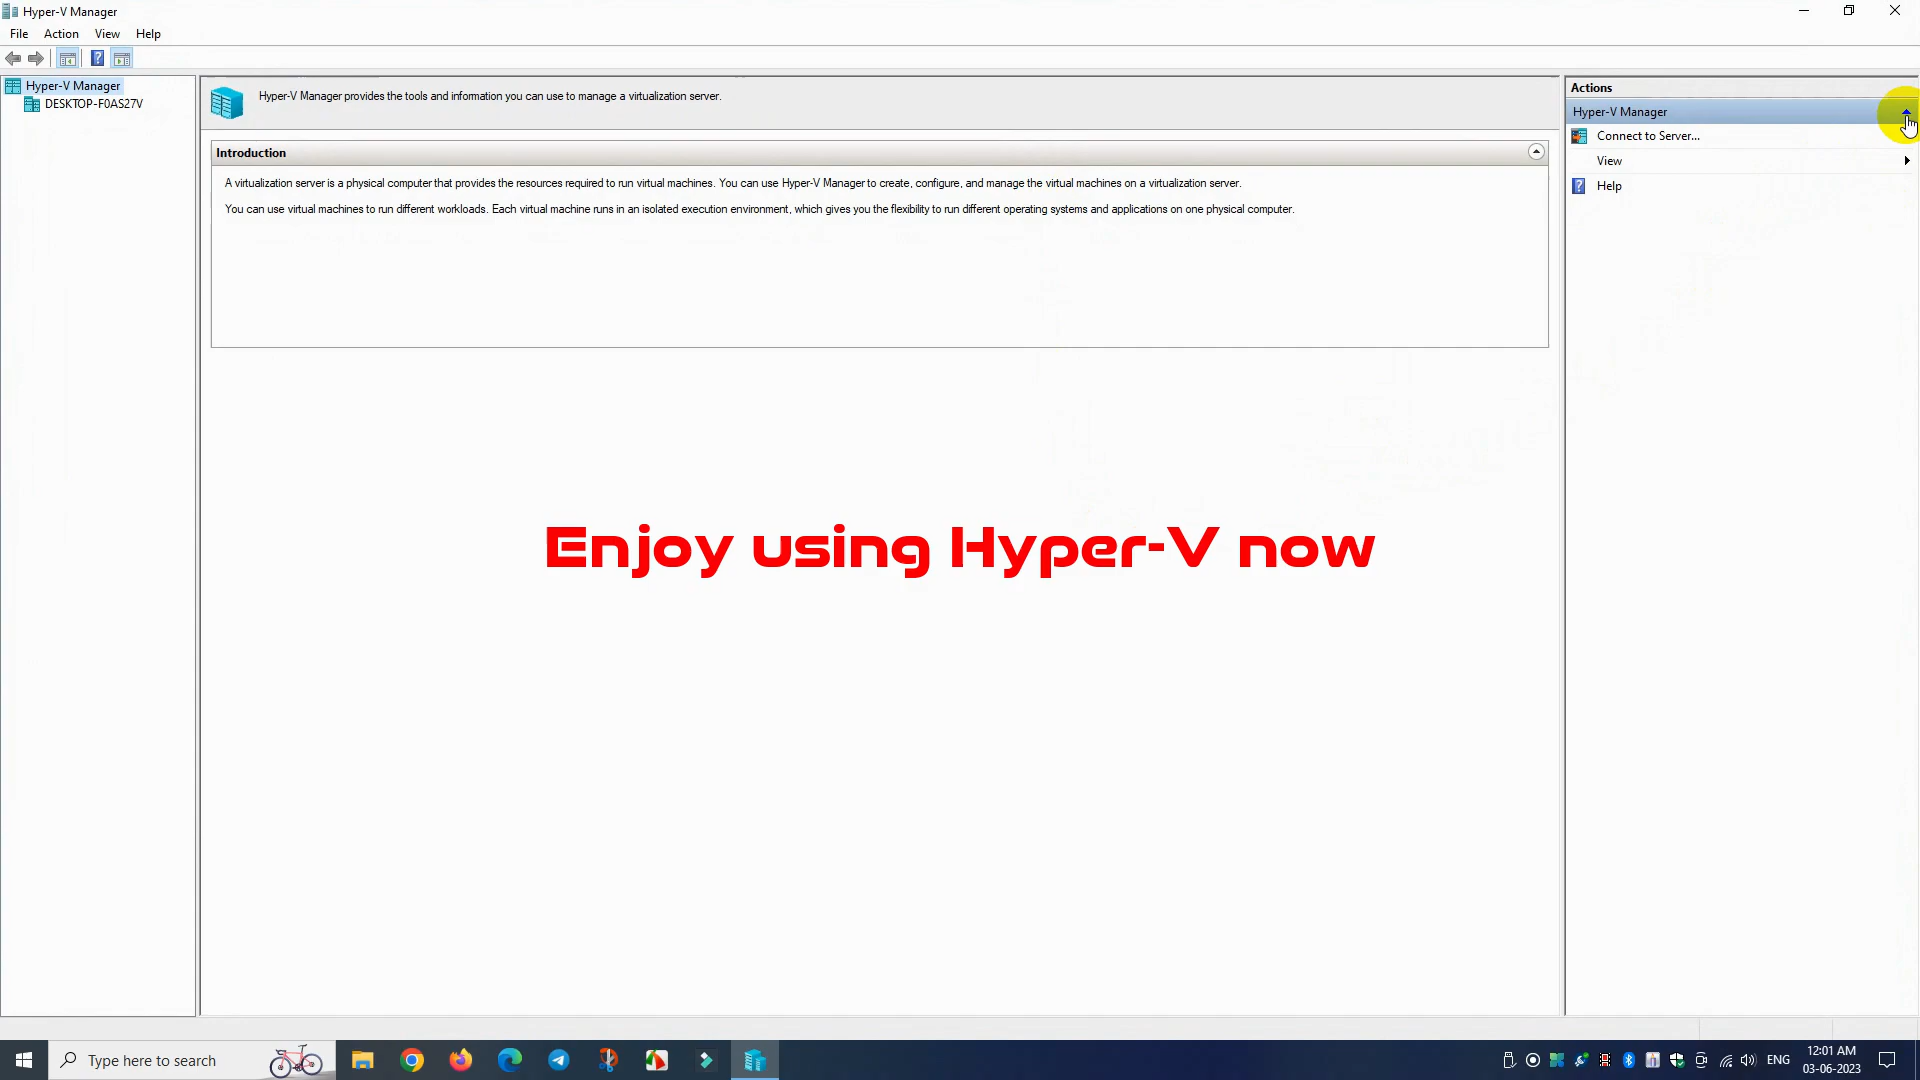 Hyper-V Manager
File Action View Help
Hyper-V Manager
DESKTOP-F0AS27V
Hyper-V Manager provides the tools and information you can use to manage a virtualization server.
Introduction
A virtualization server is a physical computer that provides the resources required to run virtual machines. You can use Hyper-V Manager to create, configure, and manage the virtual machines on a virtualization server.
You can use virtual machines to run different workloads. Each virtual machine runs in an isolated execution environment, which gives you the flexibility to run different operating systems and applications on one physical computer.
Enjoy using Hyper-V now
Actions
Hyper-V Manager
Connect to Server...
View
Help
Type here to search
ENG
12:01 AM
03-06-2023